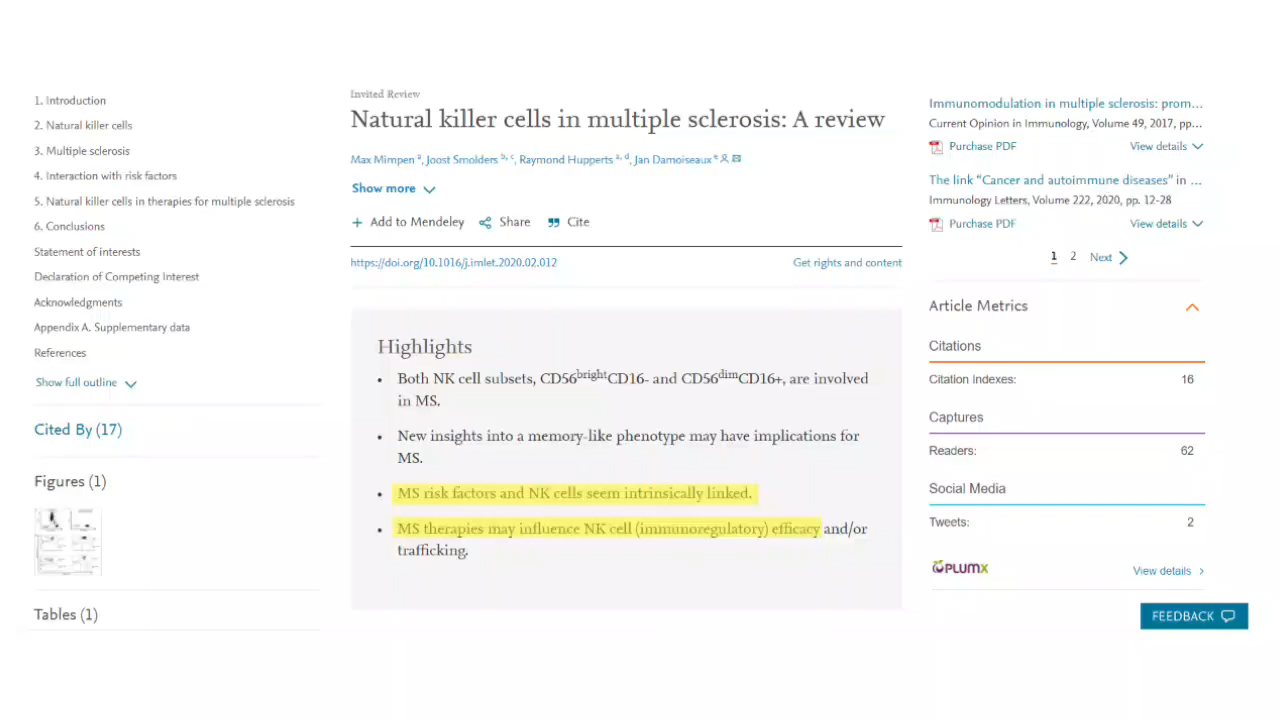 1. Introduction
2. Natural killer cells
3. Multiple sclerosis
4. Interaction with risk factors
5. Natural killer cells in therapies for multiple sclerosis
6. Conclusions
Statement of interests
Declaration of Competing Interest
Acknowledgments
Appendix A. Supplementary data
References
Show full outline
Cited By (17)
Figures (1)
Tables (1)
Invited Review
Natural killer cells in multiple sclerosis: A review
Max Mimpen a, Joost Smolders b, c, Raymond Hupperts a, d, Jan Damoiseaux e
Show more
+ Add to Mendeley Share Cite
https://doi.org/10.1016/j.imlet.2020.02.012 Get rights and content
Highlights
• Both NK cell subsets, CD56brightCD16- and CD56dimCD16+, are involved
in MS.
• New insights into a memory-like phenotype may have implications for
MS.
• MS risk factors and NK cells seem intrinsically linked.
• MS therapies may influence NK cell (immunoregulatory) efficacy and/or
trafficking.
Immunomodulation in multiple sclerosis: prom...
Current Opinion in Immunology, Volume 49, 2017, pp...
Purchase PDF View details
The link “Cancer and autoimmune diseases” in ...
Immunology Letters, Volume 222, 2020, pp. 12-28
Purchase PDF View details
1 2 Next
Article Metrics
Citations
Citation Indexes: 16
Captures
Readers: 62
Social Media
Tweets: 2
PLUMX View details
FEEDBACK